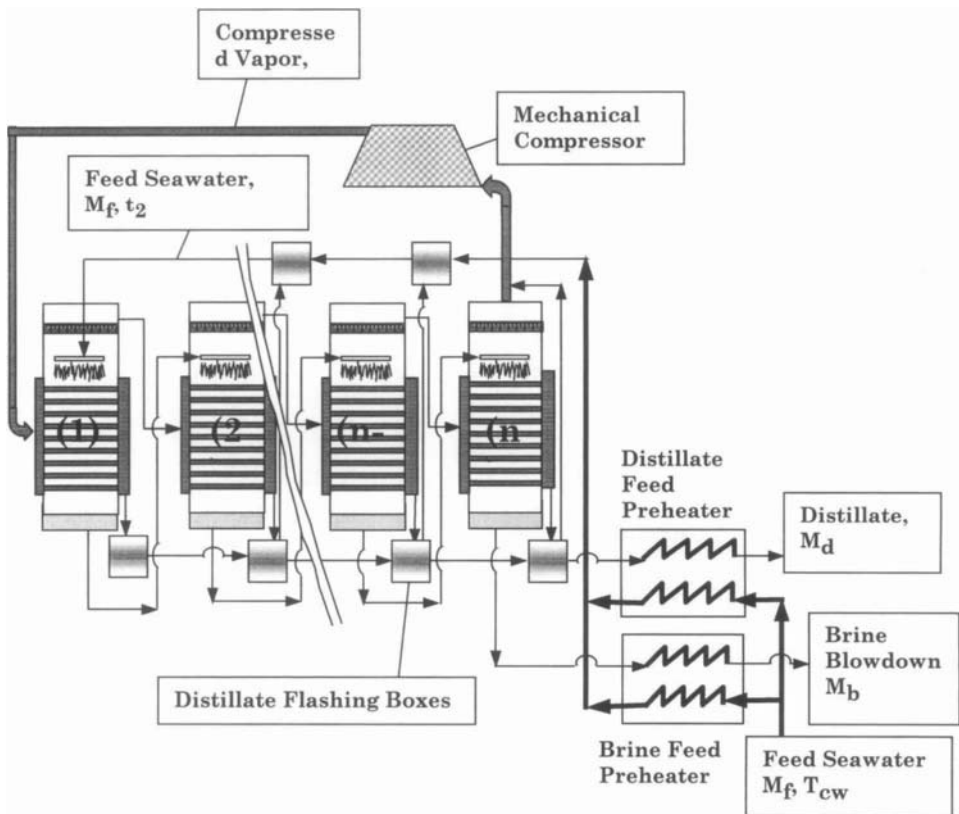 Compresse
d Vapor,
Mechanical
Compressor
Feed Seawater,
Mf, t2
(1)
(2
(n-
(n
Distillate
Feed
Preheater
Distillate,
Md
Brine
Blowdown
Mb
Distillate Flashing Boxes
Brine Feed
Preheater
Feed Seawater
Mf, Tcw